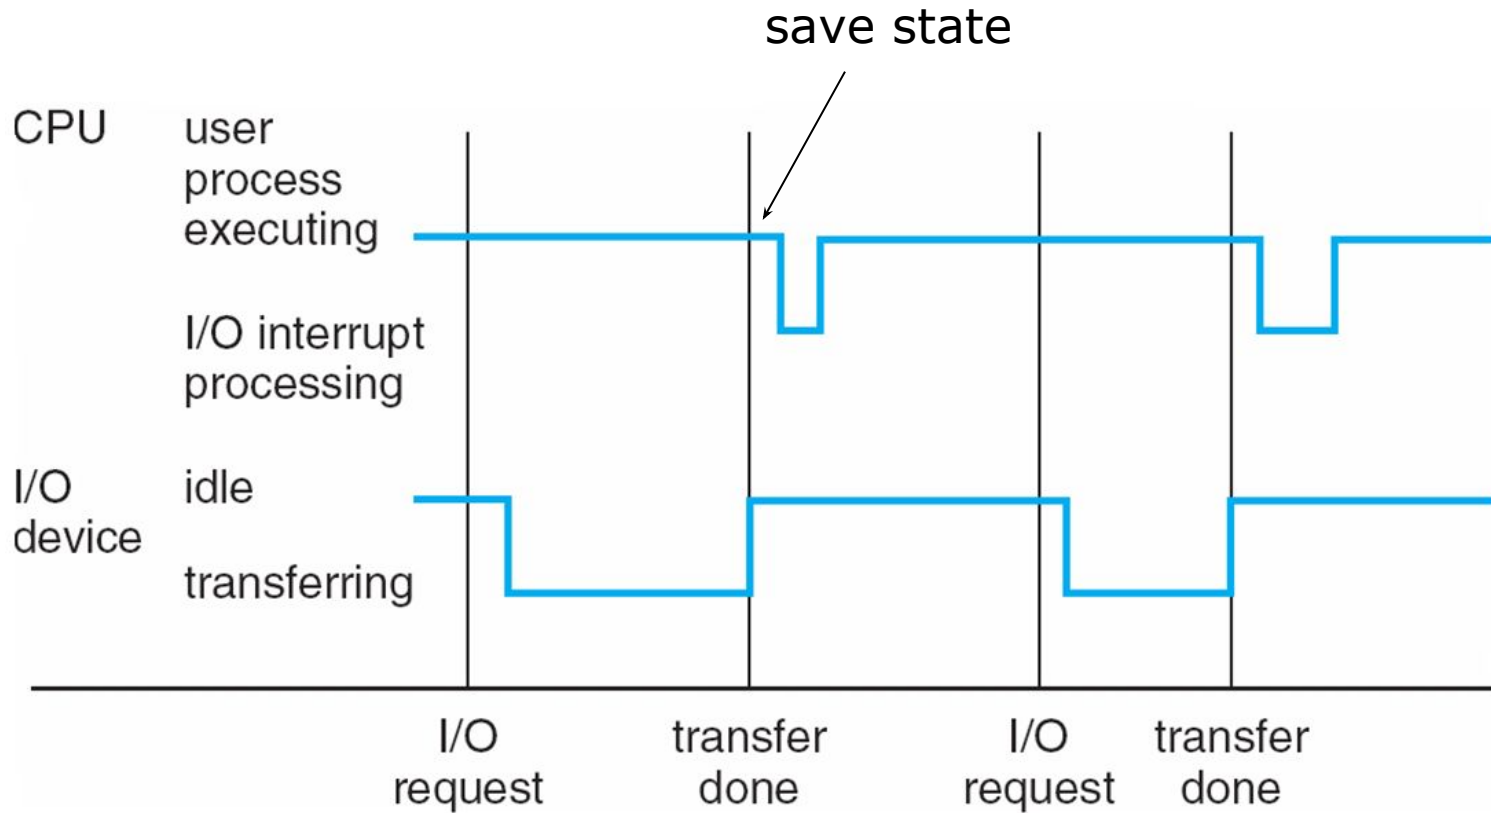 save state
CPU
user
process
executing
I/O interrupt
processing
I/O
device
idle
transferring
I/O
request
transfer
done
I/O
request
transfer
done